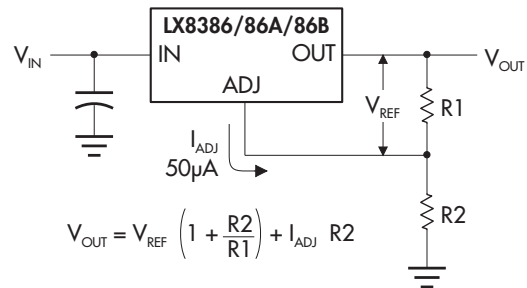 LX8386/86A/86B
V_IN
IN
OUT
V_OUT
ADJ
V_REF
R1
I_ADJ
50µA
R2
V_OUT = V_REF (1 + R2/R1) + I_ADJ R2